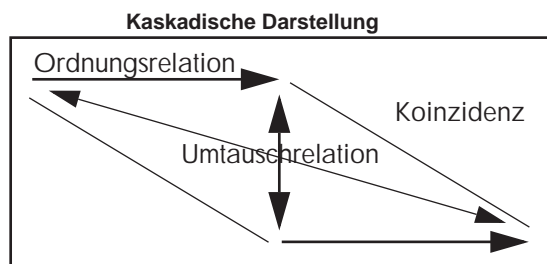 Kaskadische Darstellung
Ordnungsrelation
Koinzidenz
Umtauschrelation